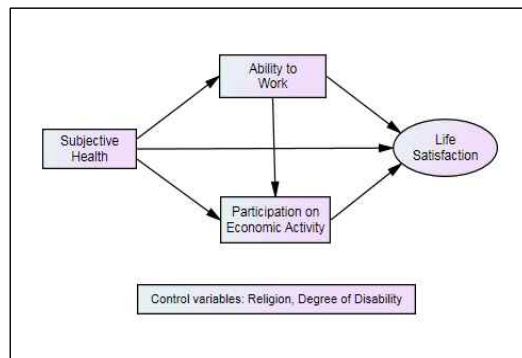 Ability to
Work
Subjective
Health
Life
Satisfaction
Participation on
Economic Activity
Control variables: Religion, Degree of Disability